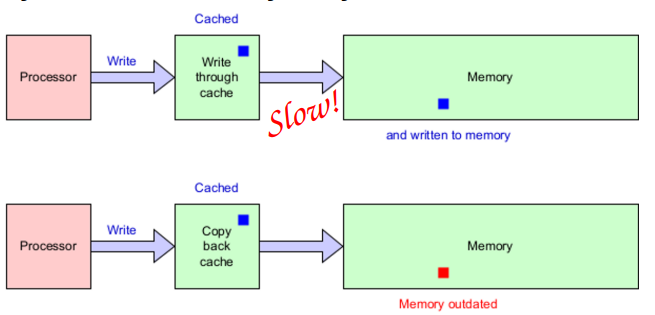 Cached
Write
Processor
Write
through
cache
Slow!
Memory
and written to memory
Cached
Write
Processor
Copy
back
cache
Memory
Memory outdated